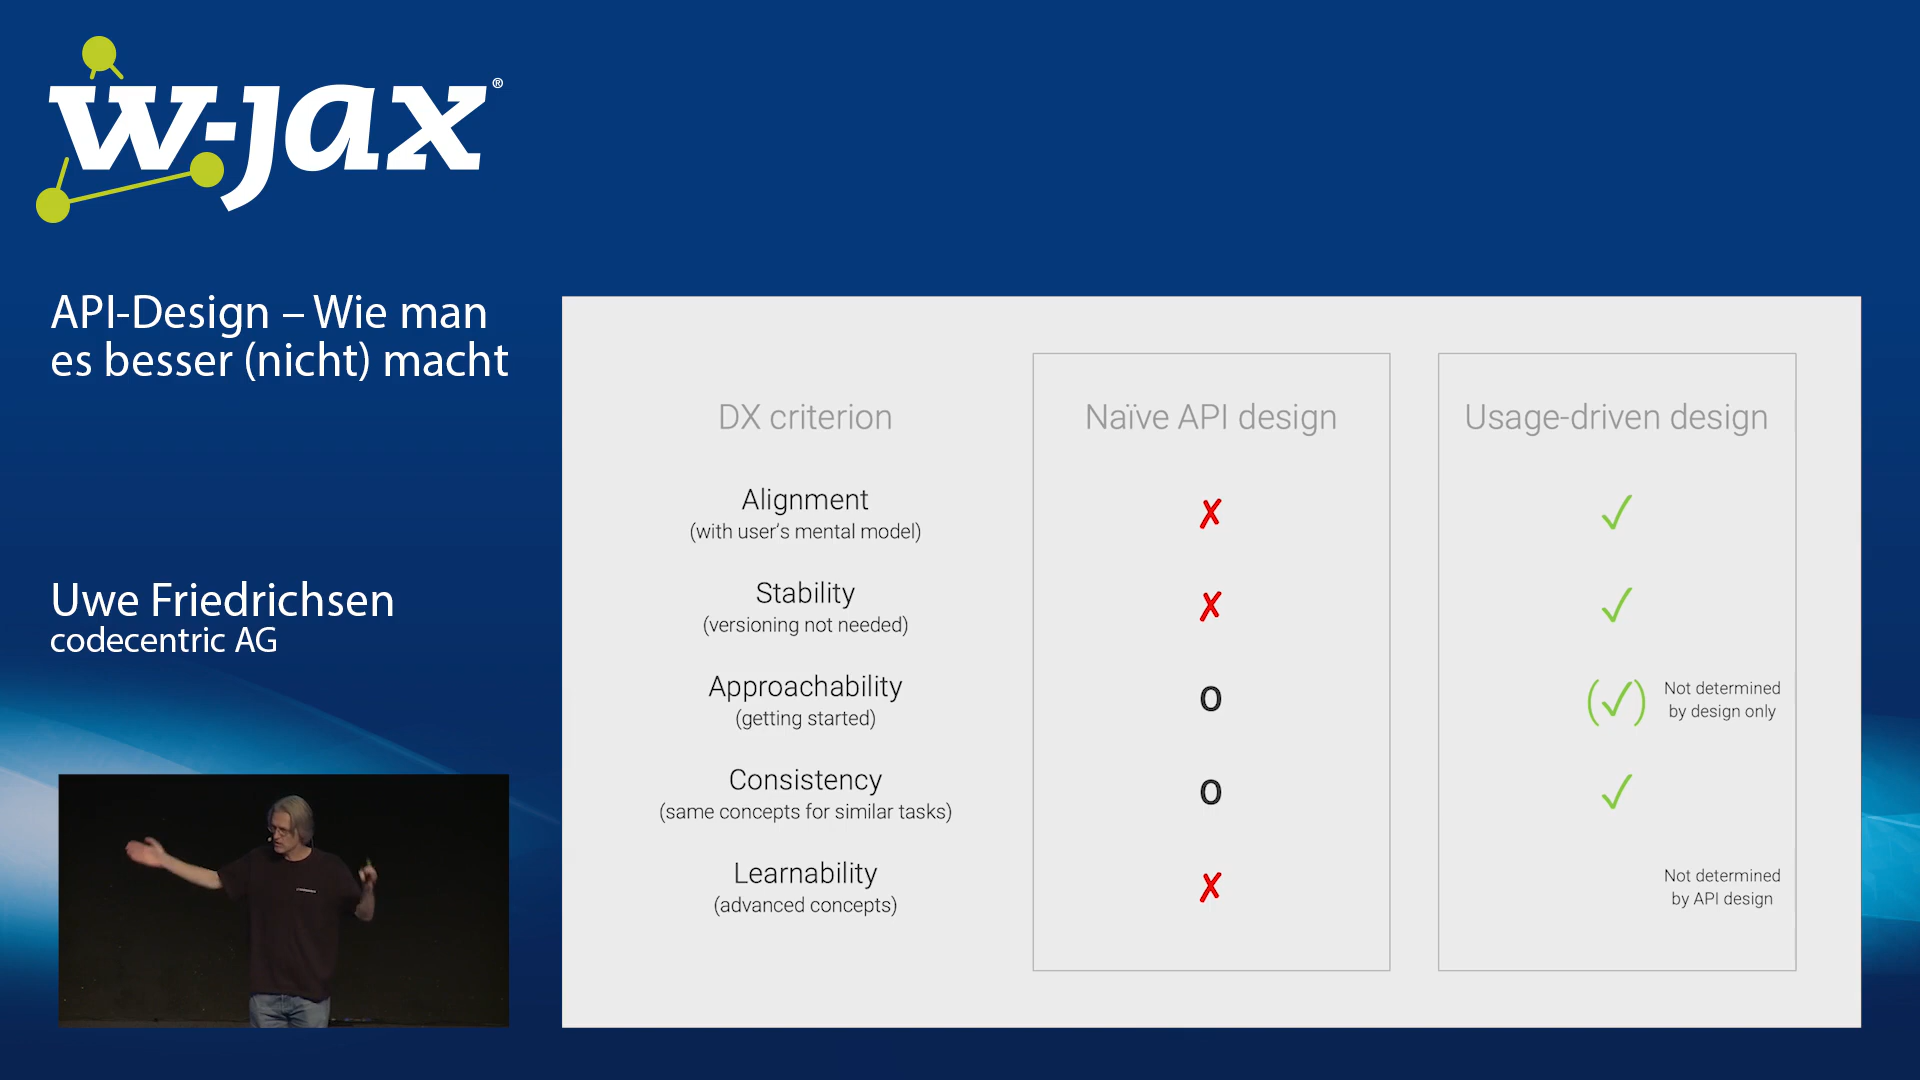 w-jax®
API-Design – Wie man
es besser (nicht) macht
Uwe Friedrichsen
codecentric AG
DX criterion
Naïve API design
Usage-driven design
Alignment
(with user's mental model)
✗
✓
Stability
(versioning not needed)
✗
✓
Approachability
(getting started)
O
(✓)
Not determined
by design only
Consistency
(same concepts for similar tasks)
O
✓
Learnability
(advanced concepts)
✗
Not determined
by API design